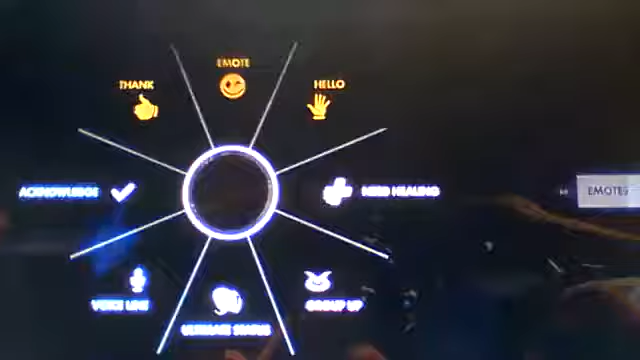 EMOTE
THANK
HELLO
ACKNOWLEDGE
NEED HEALING
EMOTES
VOICE LINE
GROUP UP
ULTIMATE STATUS